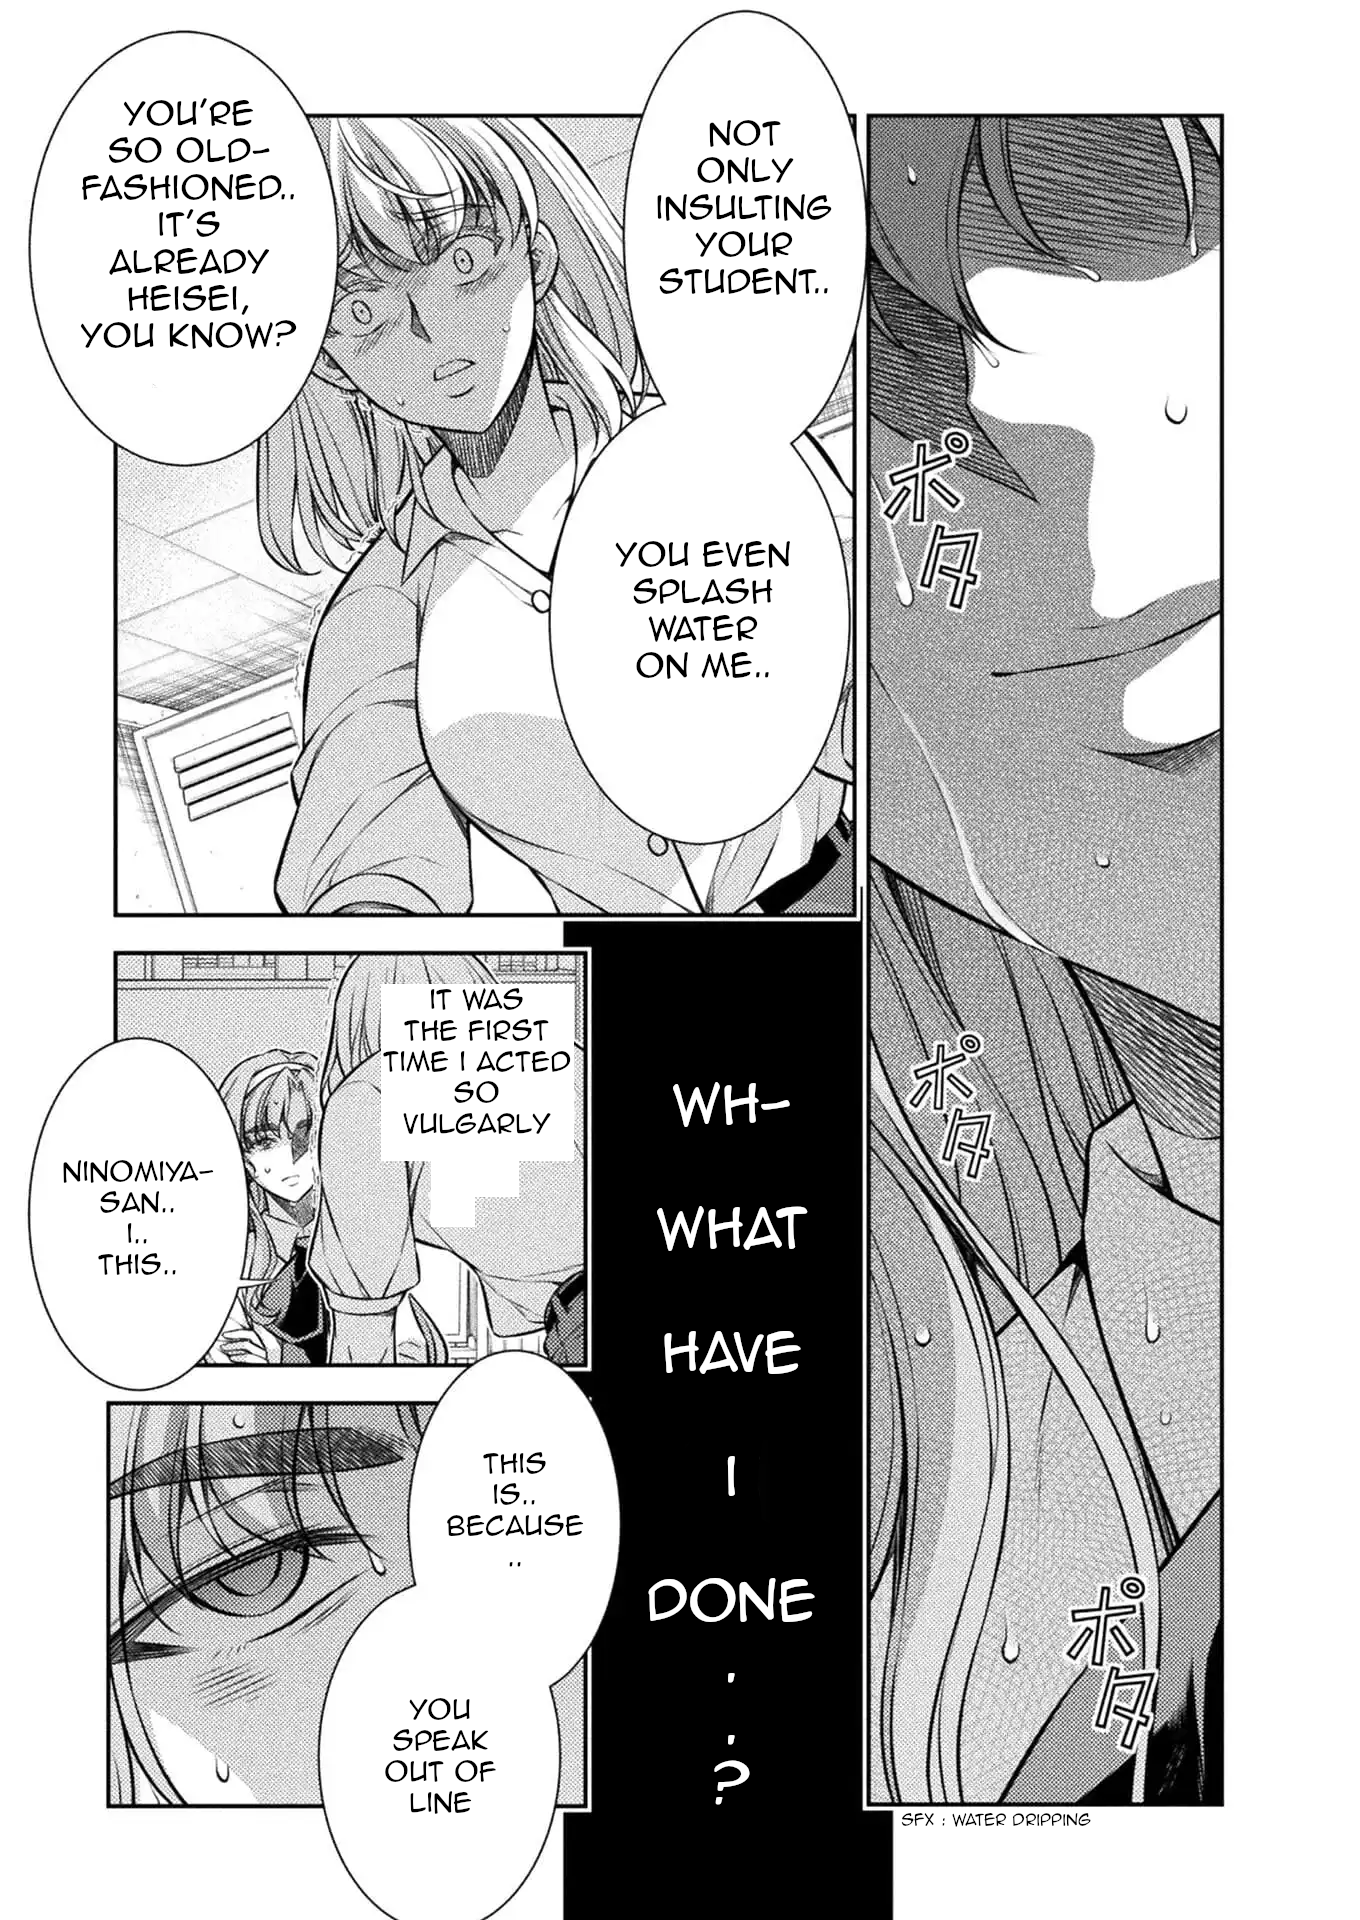 ポタ
NOT
ONLY
INSULTING
YOUR
STUDENT..
YOU EVEN
SPLASH
WATER
ON ME..
YOU'RE
SO OLD-
FASHIONED..
IT'S
ALREADY
HEISEI,
YOU KNOW?
ポタ
ポタ
SFX : WATER DRIPPING
WH-
WHAT
HAVE
I
DONE
.
.
?
IT WAS
THE FIRST
TIME I ACTED
SO
VULGARLY
NINOMIYA-
SAN..
I..
THIS..
THIS
IS..
BECAUSE
..
YOU
SPEAK
OUT OF
LINE